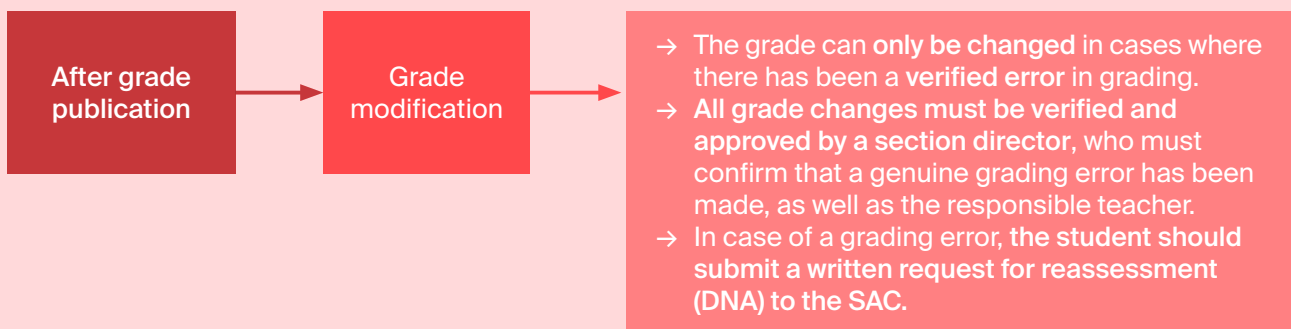 After grade
publication
Grade
modification
→ The grade can only be changed in cases where
there has been a verified error in grading.
→ All grade changes must be verified and
approved by a section director, who must
confirm that a genuine grading error has been
made, as well as the responsible teacher.
→ In case of a grading error, the student should
submit a written request for reassessment
(DNA) to the SAC.